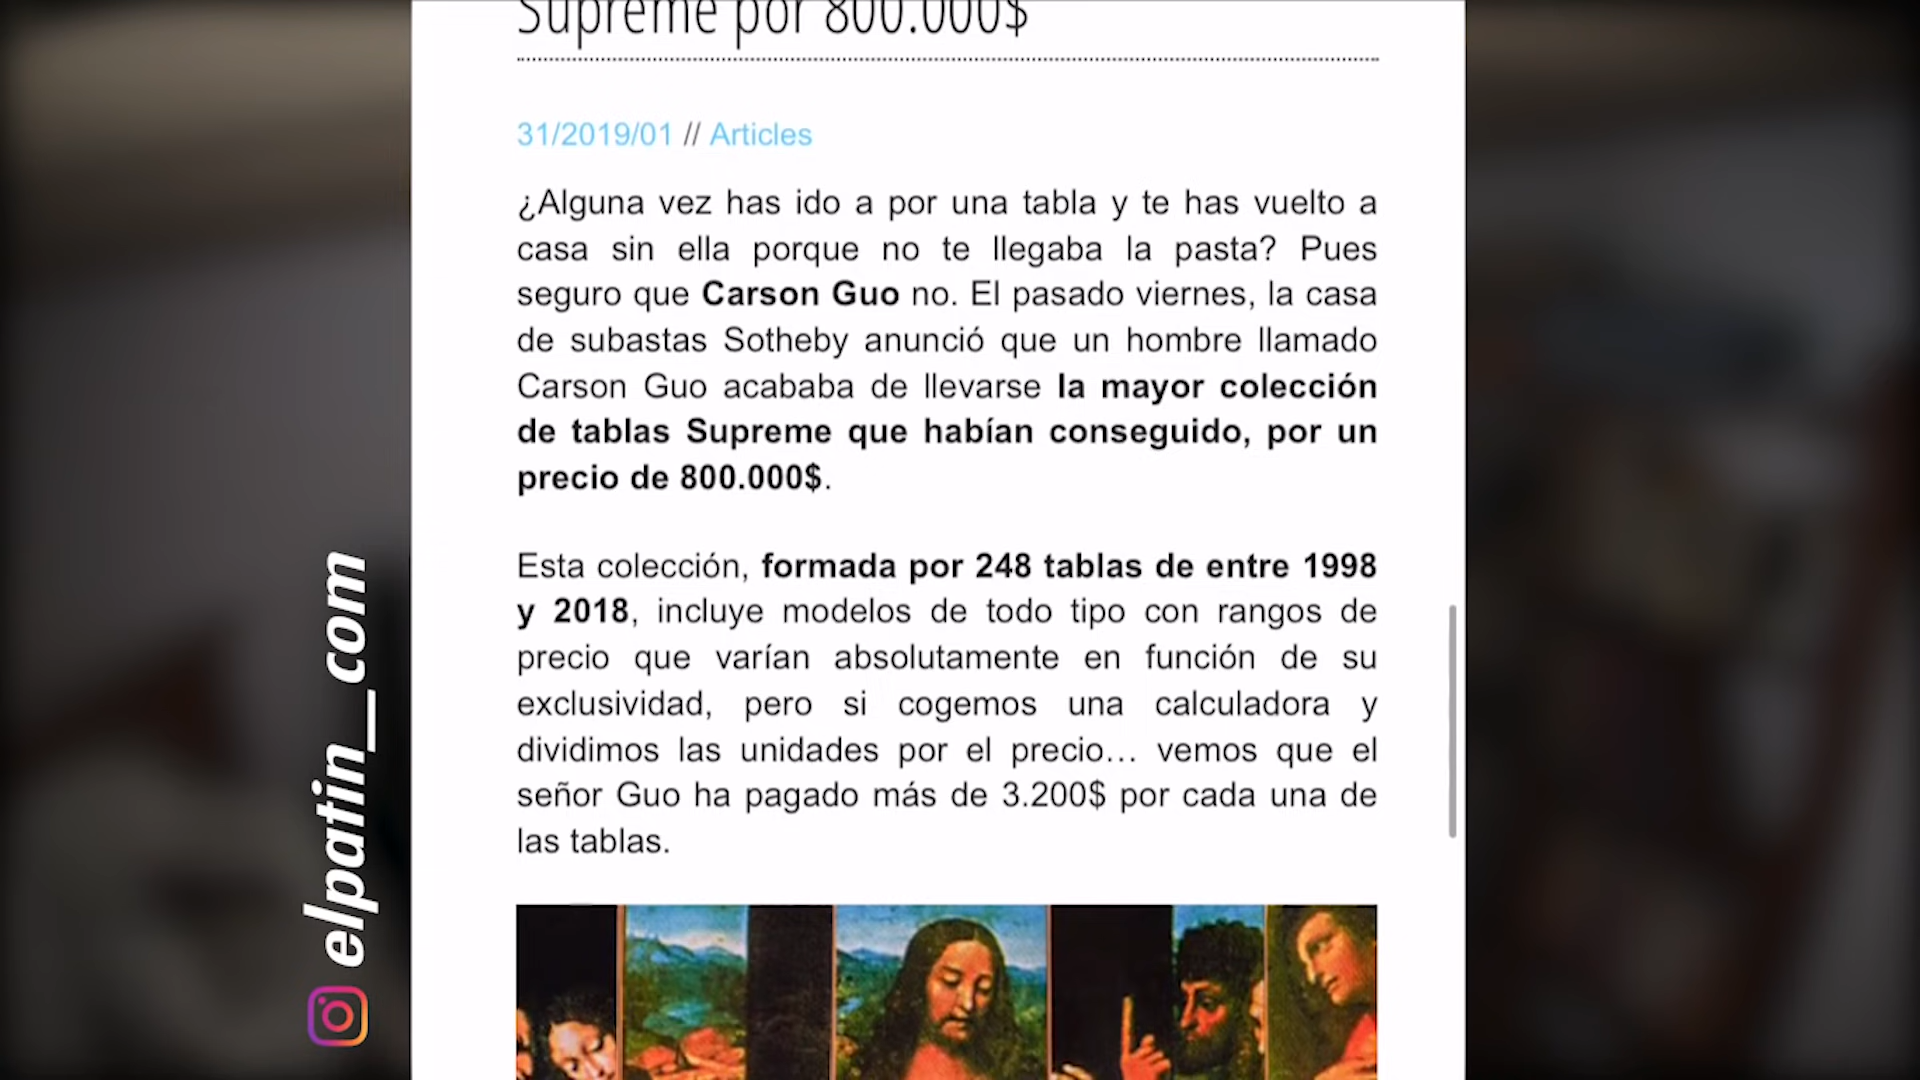 Supreme por 800.000$
31/2019/01 // Articles
¿Alguna vez has ido a por una tabla y te has vuelto a
casa sin ella porque no te llegaba la pasta? Pues
seguro que Carson Guo no. El pasado viernes, la casa
de subastas Sotheby anunció que un hombre llamado
Carson Guo acababa de llevarse la mayor colección
de tablas Supreme que habían conseguido, por un
precio de 800.000$.
Esta colección, formada por 248 tablas de entre 1998
y 2018, incluye modelos de todo tipo con rangos de
precio que varían absolutamente en función de su
exclusividad, pero si cogemos una calculadora y
dividimos las unidades por el precio… vemos que el
señor Guo ha pagado más de 3.200$ por cada una de
las tablas.
elpatin_com